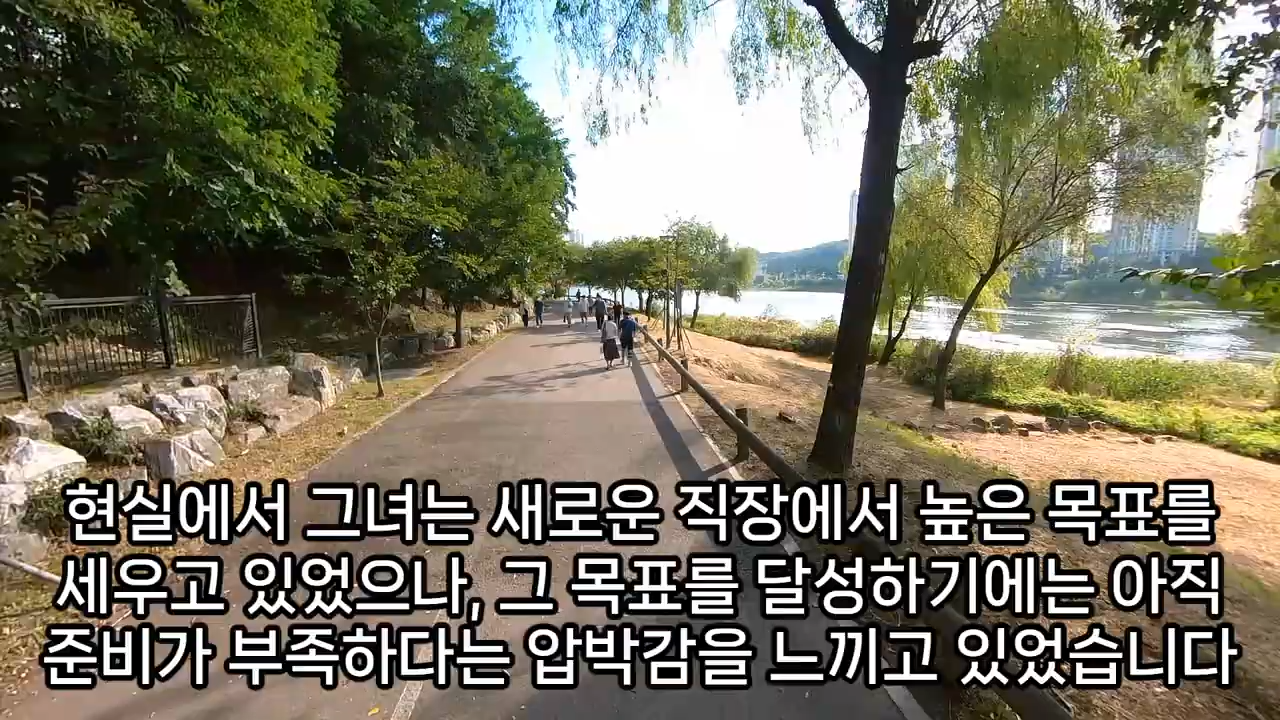 현실에서 그녀는 새로운 직장에서 높은 목표를
세우고 있었으나, 그 목표를 달성하기에는 아직
준비가 부족하다는 압박감을 느끼고 있었습니다